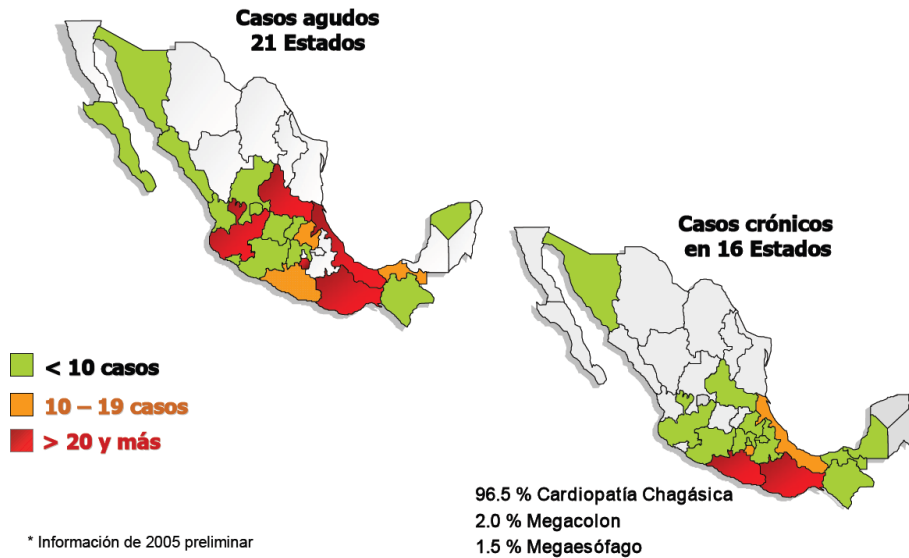 Casos agudos
21 Estados
Casos crónicos
en 16 Estados
< 10 casos
10 – 19 casos
> 20 y más
96.5 % Cardiopatía Chagásica
2.0 % Megacolon
1.5 % Megaesófago
* Información de 2005 preliminar